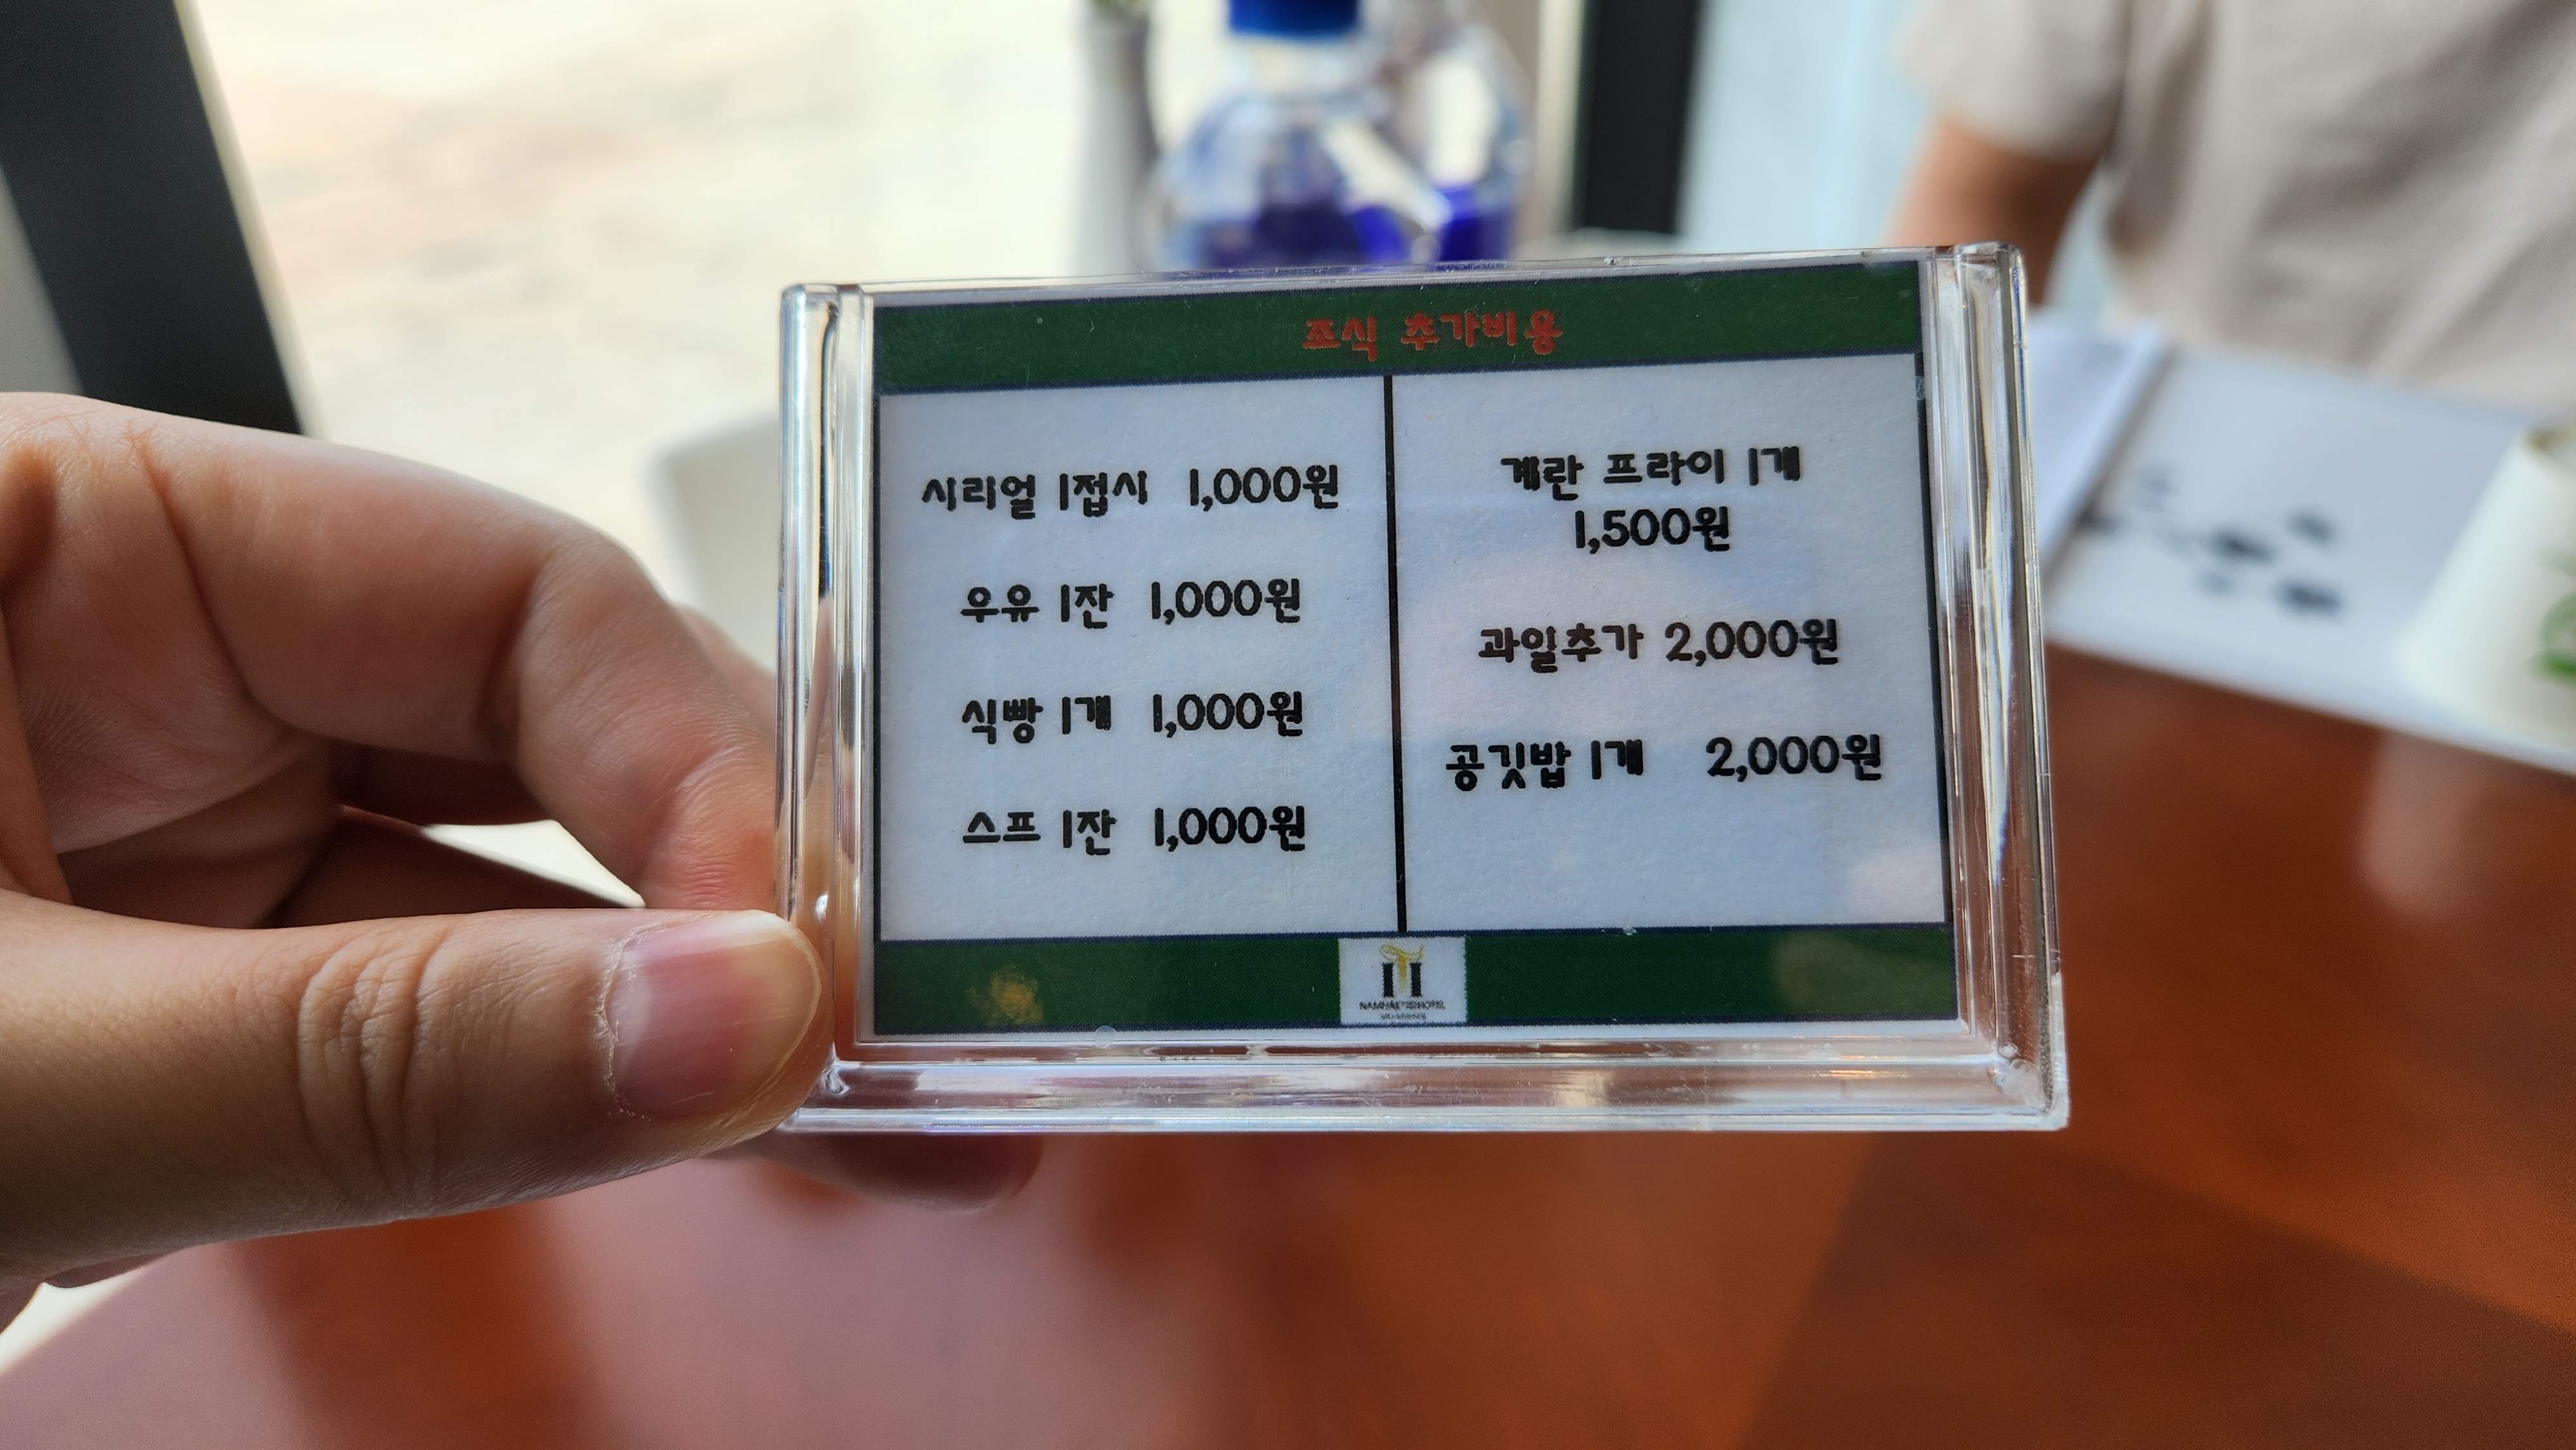 조식 추가비용
시리얼 1접시 1,000원
우유 1잔 1,000원
식빵 1개 1,000원
스프 1잔 1,000원
계란 프라이 1개
1,500원
과일추가 2,000원
공깃밥 1개 2,000원